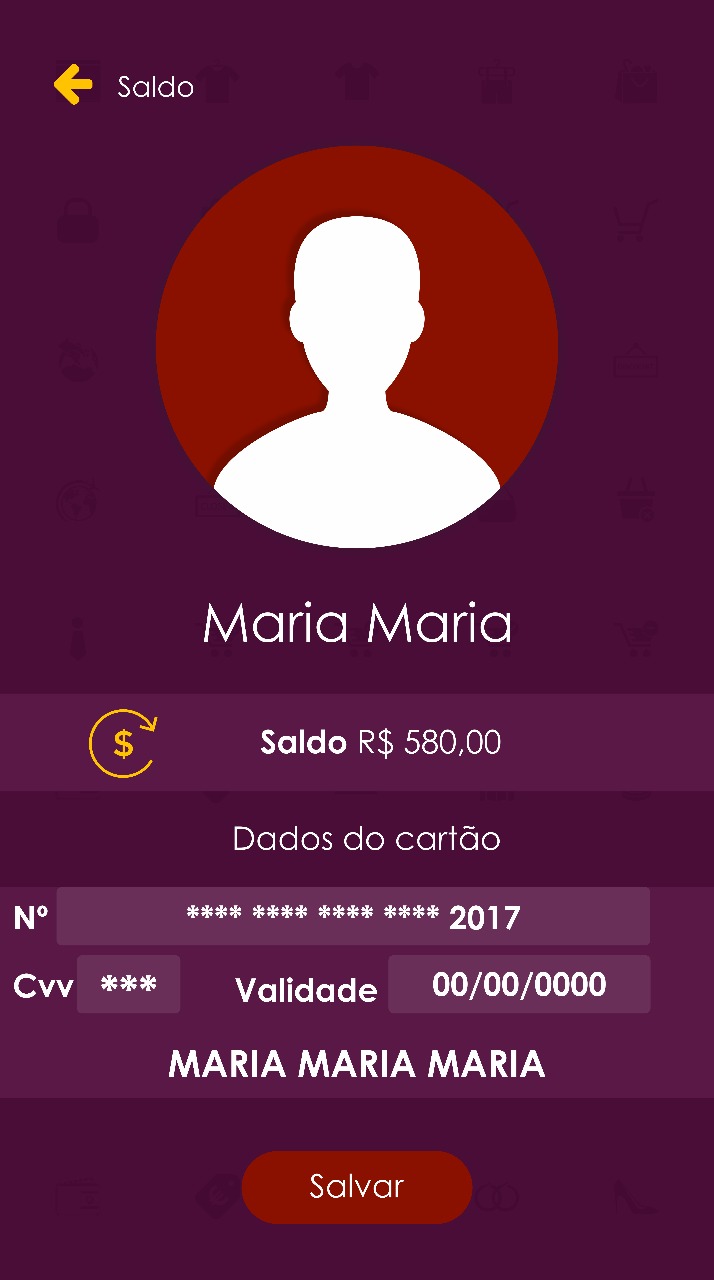 Saldo
Maria Maria
$
Saldo R$ 580,00
Dados do cartão
Nº **** **** **** **** 2017
Cvv *** Validade 00/00/0000
MARIA MARIA MARIA
Salvar